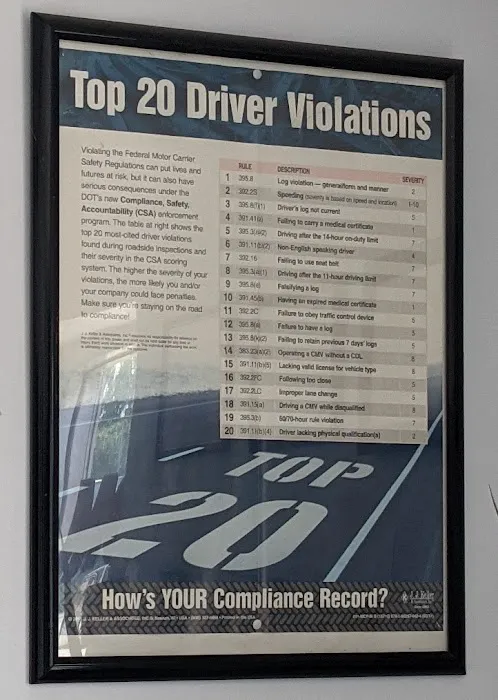 Top 20 Driver Violations
Violating the Federal Motor Carrier
Safety Regulations can put lives and
futures at risk, but it can also have
serious consequences under the
DOT's new Compliance, Safety,
Accountability (CSA) enforcement
program. The table at right shows the
top 20 most-cited driver violations
found during roadside inspections and
their severity in the CSA scoring
system. The higher the severity of your
violations, the more likely you and/or
your company could face penalties.
Make sure you're staying on the road
to compliance!
RULE DESCRIPTION SEVERITY
1 395.8 Log violation — general/form and manner 2
2 392.2S Speeding (severity is based on speed and location) 1-10
3 395.8(f)(1) Driver's log not current 5
4 391.41(a) Failing to carry a medical certificate 1
5 395.3(a)(2) Driving after the 14-hour on-duty limit 7
6 391.11(b)(2) Non-English speaking driver 4
7 392.16 Failing to use seat belt 7
8 395.3(a)(1) Driving after the 11-hour driving limit 7
9 395.8(e) Falsifying a log 7
10 391.45(b) Having an expired medical certificate 1
11 392.2C Failure to obey traffic control device 5
12 395.8(a) Failure to have a log 5
13 395.8(k)(2) Failing to retain previous 7 days' logs 5
14 383.23(a)(2) Operating a CMV without a CDL 8
15 391.11(b)(5) Lacking valid license for vehicle type 8
16 392.2FC Following too close 5
17 392.2LC Improper lane change 5
18 391.15(a) Driving a CMV while disqualified 8
19 395.3(b) 60/70-hour rule violation 7
20 391.11(b)(4) Driver lacking physical qualification(s) 2
TOP
20
How's YOUR Compliance Record?
J. J. Keller
J. J. KELLER & ASSOCIATES, INC.® Neenah, WI • USA • Printed in the USA